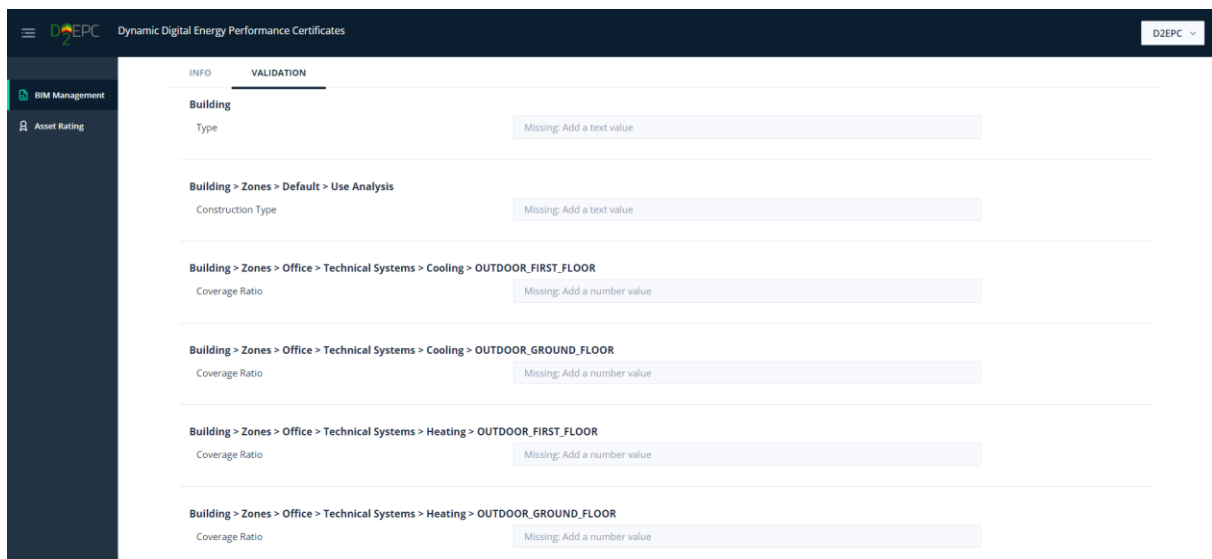 D2EPC Dynamic Digital Energy Performance Certificates D2EPC
INFO VALIDATION
BIM Management
Asset Rating
Building
Type Missing: Add a text value
Building > Zones > Default > Use Analysis
Construction Type Missing: Add a text value
Building > Zones > Office > Technical Systems > Cooling > OUTDOOR_FIRST_FLOOR
Coverage Ratio Missing: Add a number value
Building > Zones > Office > Technical Systems > Cooling > OUTDOOR_GROUND_FLOOR
Coverage Ratio Missing: Add a number value
Building > Zones > Office > Technical Systems > Heating > OUTDOOR_FIRST_FLOOR
Coverage Ratio Missing: Add a number value
Building > Zones > Office > Technical Systems > Heating > OUTDOOR_GROUND_FLOOR
Coverage Ratio Missing: Add a number value